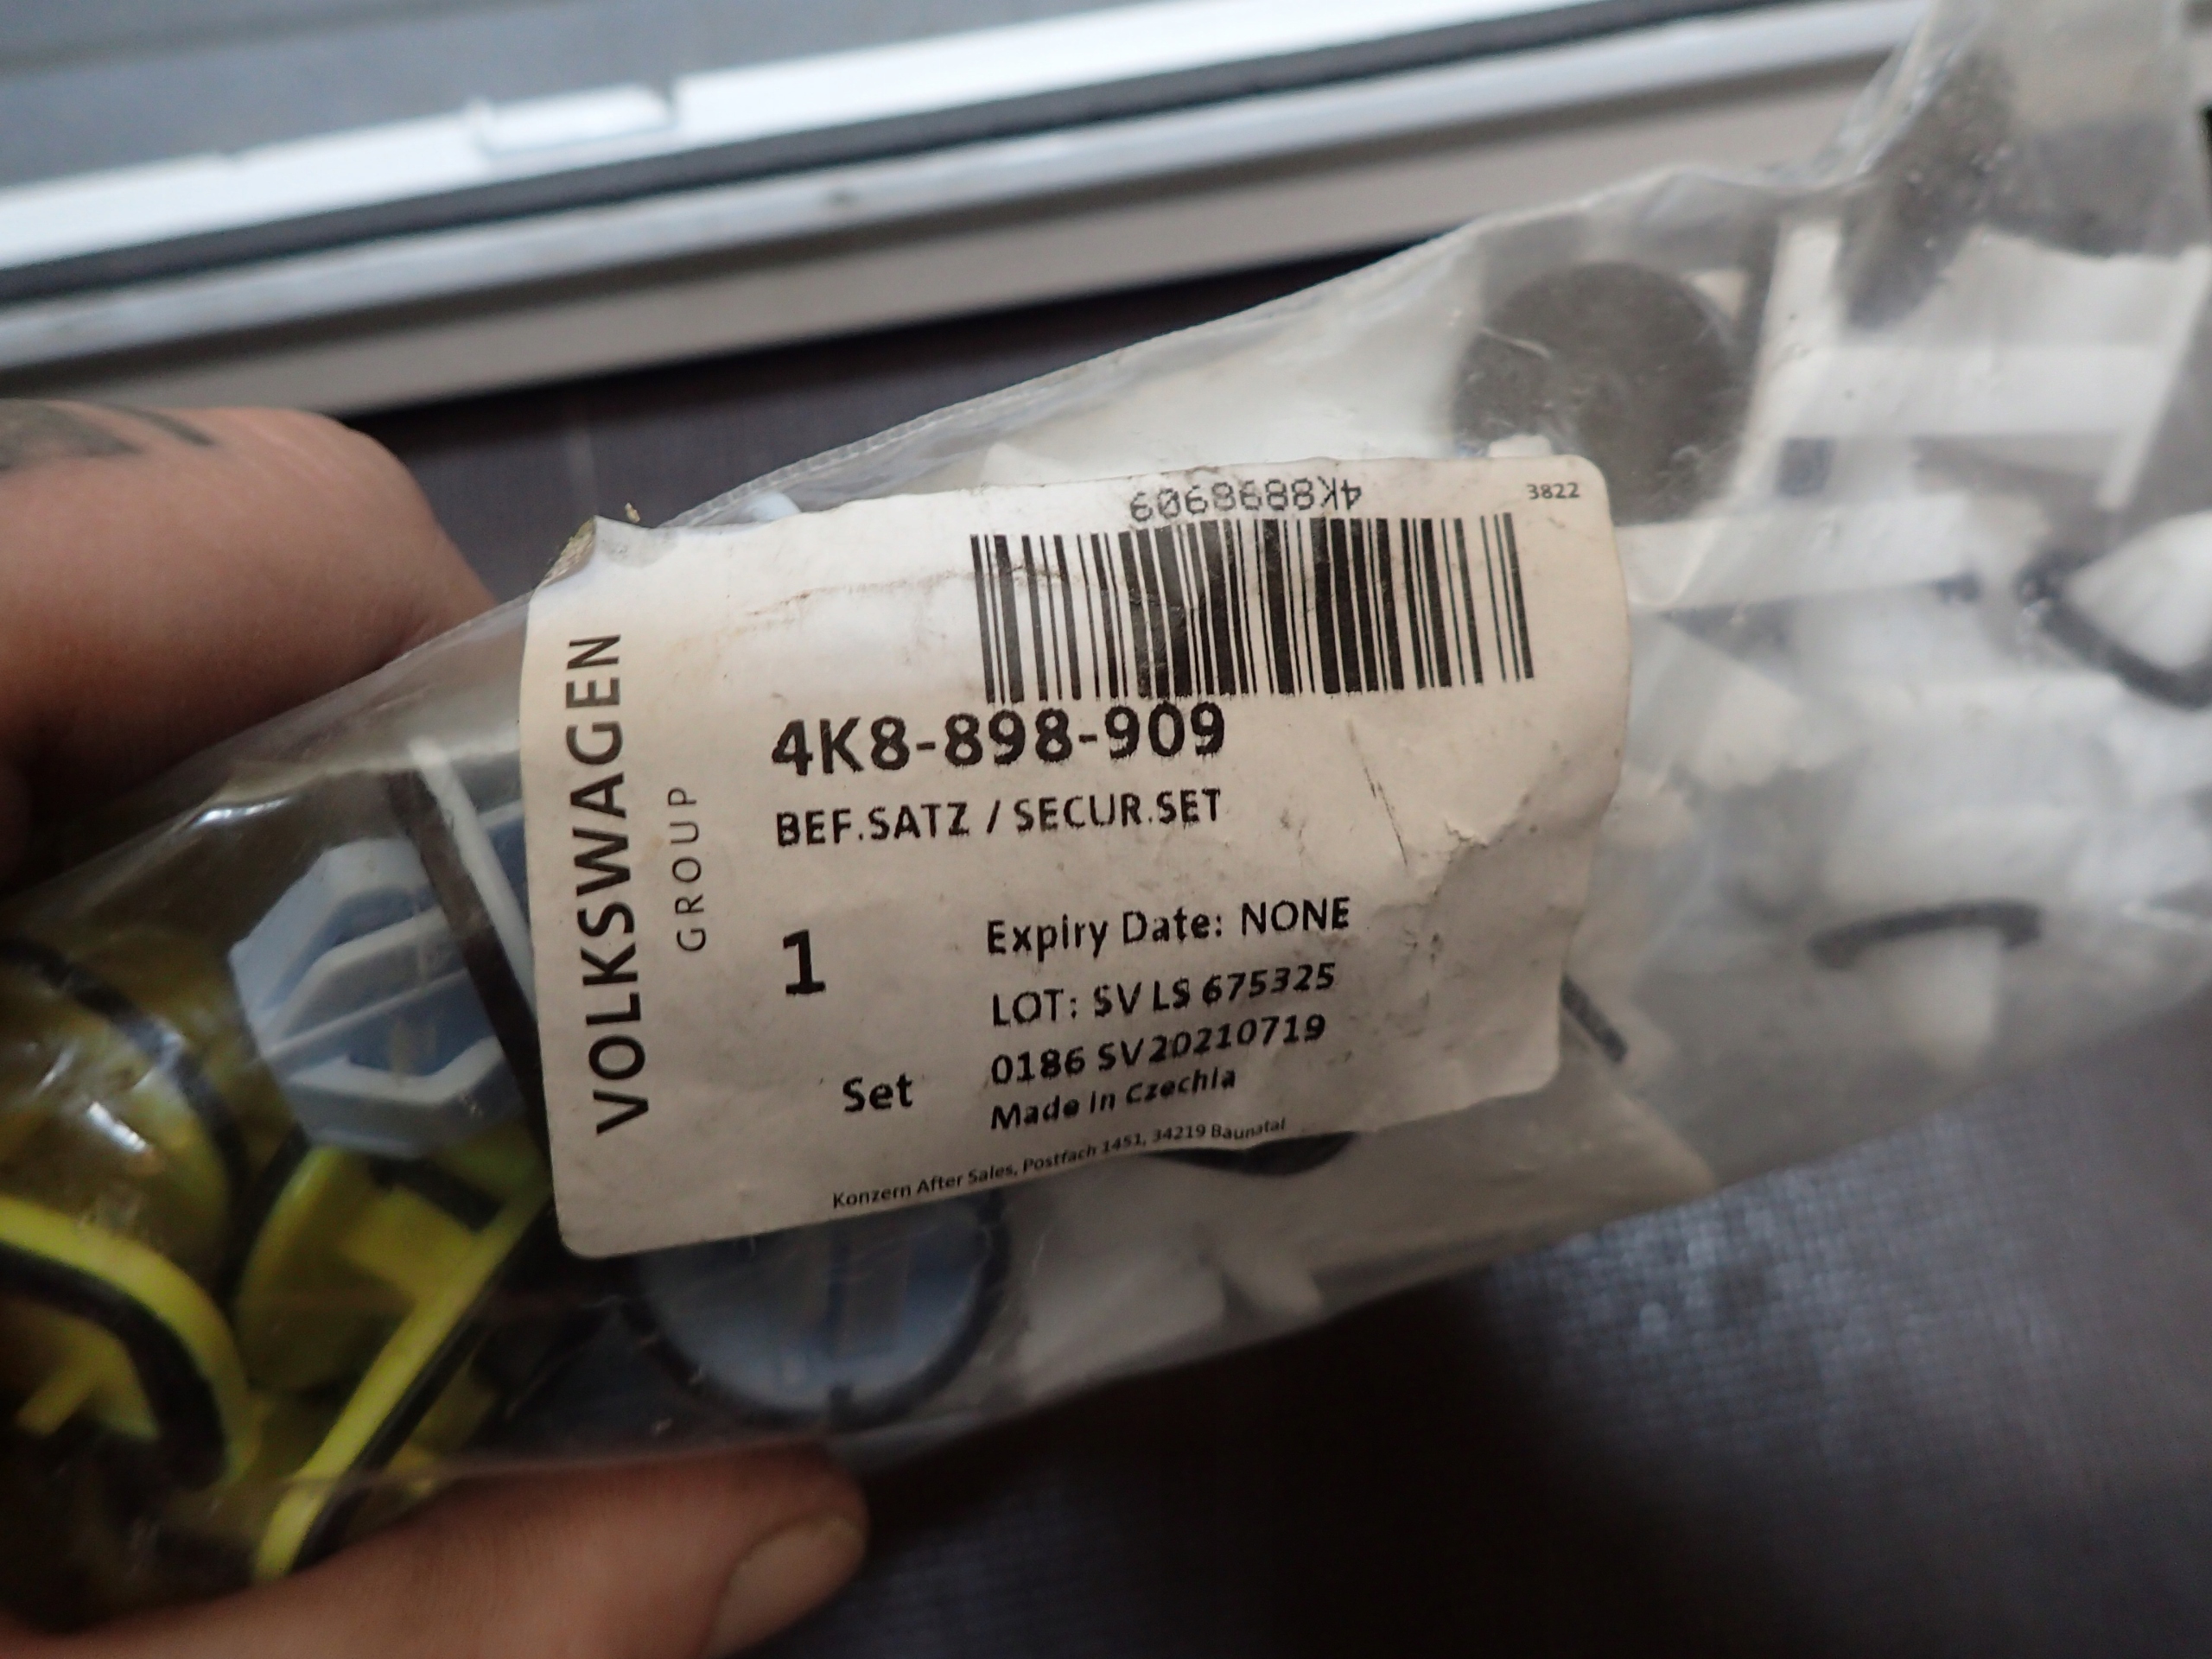 4K8898909
3822
VOLKSWAGEN
GROUP
4K8-898-909
BEF.SATZ / SECUR.SET
1
Set
Expiry Date: NONE
LOT: SV LS 675325
0186 SV20210719
Made in Czechia
Konzern After Sales, Postfach 1451, 34219 Baunatal